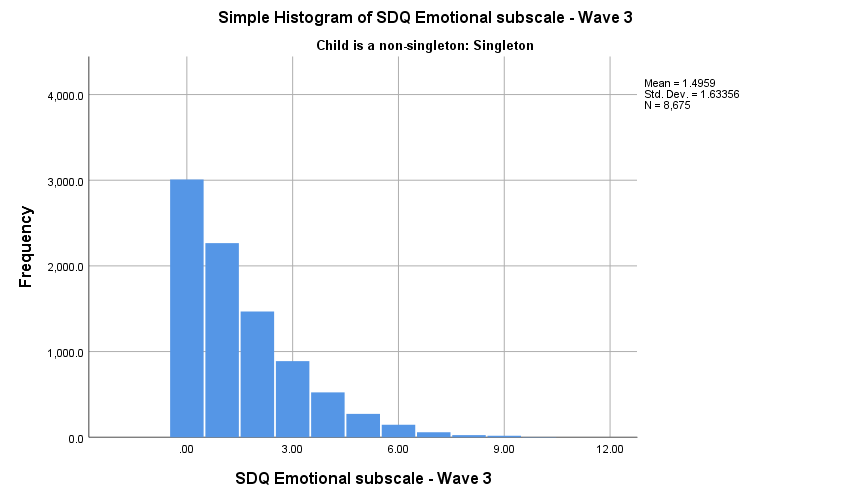 Simple Histogram of SDQ Emotional subscale - Wave 3
Child is a non-singleton: Singleton
Mean = 1.4959
Std. Dev. = 1.63356
N = 8,675
Frequency
4,000.0
3,000.0
2,000.0
1,000.0
0.0
.00 3.00 6.00 9.00 12.00
SDQ Emotional subscale - Wave 3